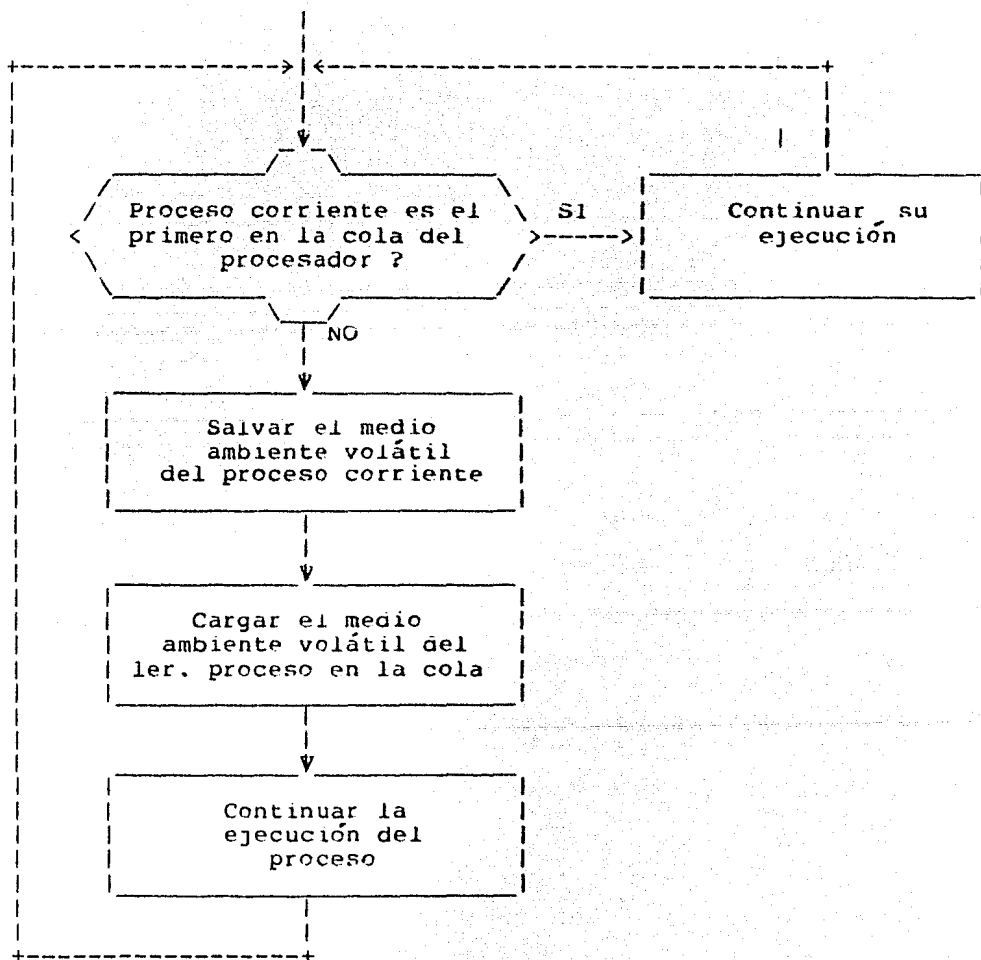 Proceso corriente es el
primero en la cola del
procesador ?
SI
Continuar su
ejecución
NO
Salvar el medio
ambiente volátil
del proceso corriente
Cargar el medio
ambiente volátil del
1er. proceso en la cola
Continuar la
ejecución del
proceso